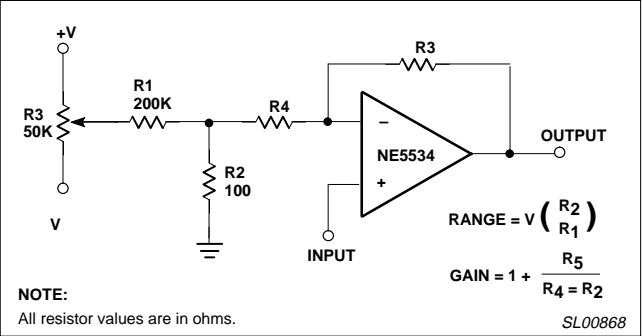 +V
R3
50K
V
R1
200K
R2
100
R4
R3
−
NE5534
+
INPUT
OUTPUT
RANGE = V ( R2
R1 )
GAIN = 1 + R5
R4 = R2
NOTE:
All resistor values are in ohms.
SL00868